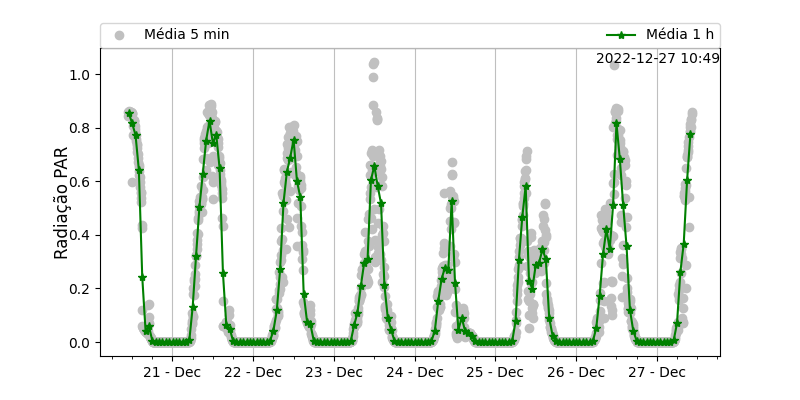 Média 5 min
Média 1 h
2022-12-27 10:49
Radiação PAR
1.0
0.8
0.6
0.4
0.2
0.0
21 - Dec
22 - Dec
23 - Dec
24 - Dec
25 - Dec
26 - Dec
27 - Dec